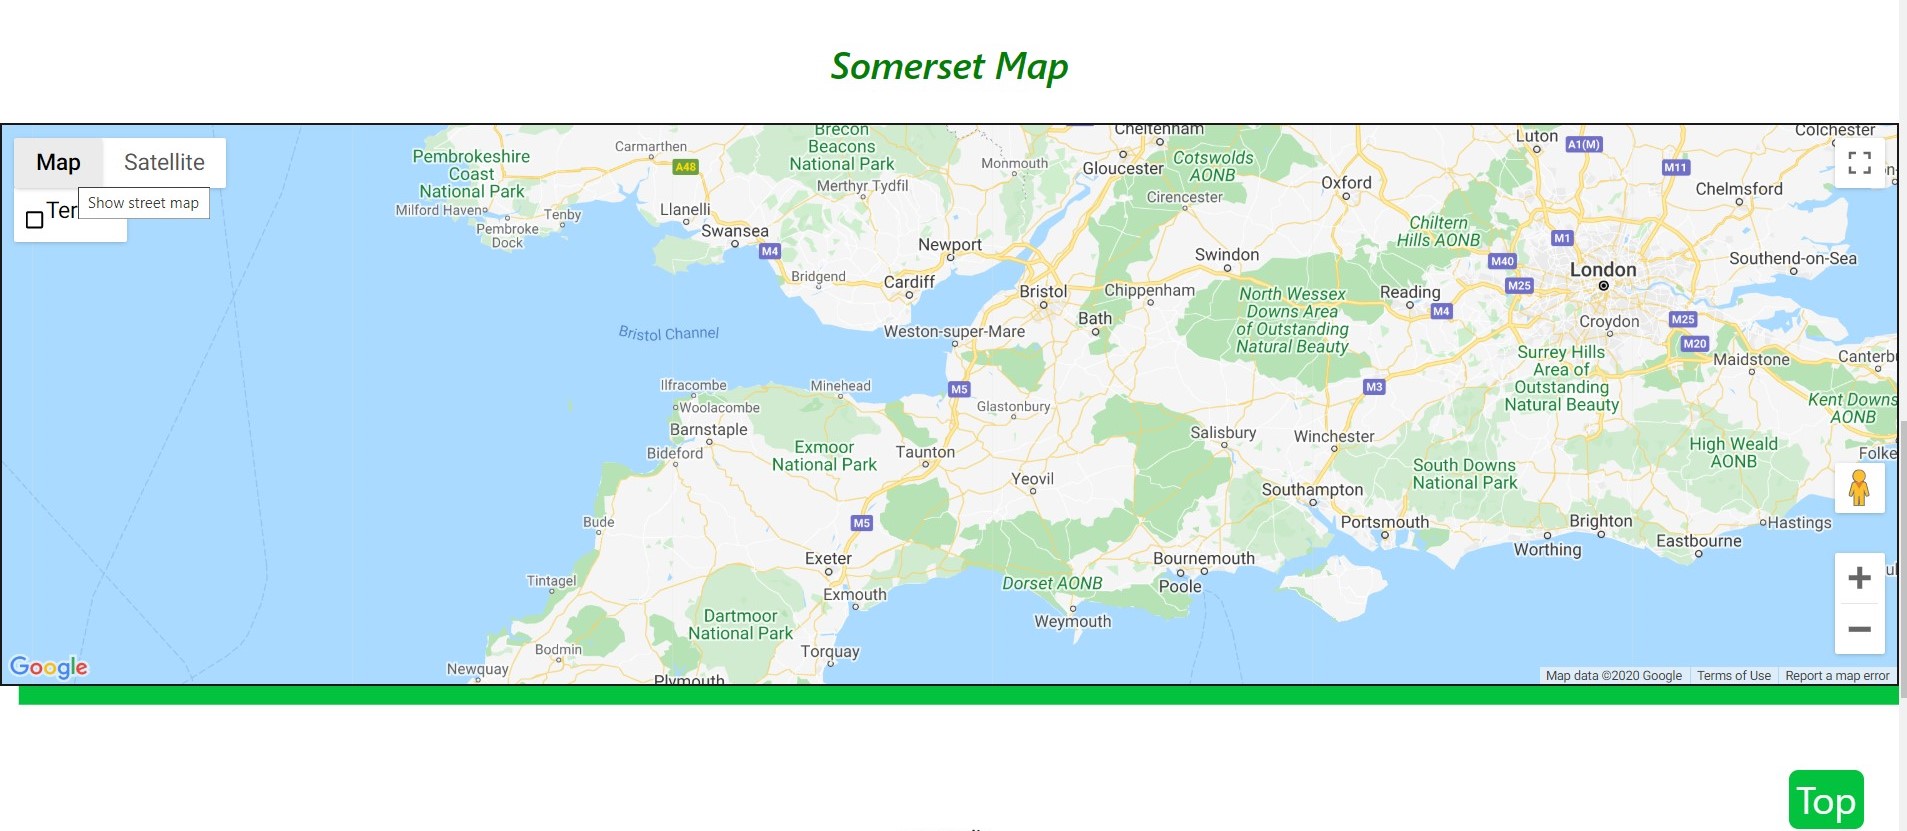 Somerset Map
Map
Satellite
Show street map
Pembrokeshire
Coast
National Park
Milford Haven
Pembroke
Dock
Tenby
Carmarthen
A48
Llanelli
Swansea
M4
Bridgend
Brecon
Beacons
National Park
Merthyr Tydfil
Monmouth
Newport
Cardiff
Cheltenham
Gloucester
Cotswolds
AONB
Cirencester
Oxford
Luton
A1(M)
M11
Colchester
Chelmsford
Chiltern
Hills AONB
M1
M40
M25
London
Southend-on-Sea
Swindon
Bristol
Chippenham
Bath
North Wessex
Downs Area
of Outstanding
Natural Beauty
Reading
M4
Croydon
M25
M20
Maidstone
Bristol Channel
Weston-super-Mare
Surrey Hills
Area of
Outstanding
Natural Beauty
Kent Downs
AONB
M3
Ilfracombe
Minehead
M5
Woolacombe
Glastonbury
Barnstaple
Bideford
Exmoor
National Park
Taunton
Yeovil
Salisbury
Winchester
South Downs
National Park
High Weald
AONB
Southampton
Portsmouth
Brighton
Worthing
Eastbourne
Hastings
Bude
M5
Exeter
Exmouth
Bournemouth
Poole
Dorset AONB
Weymouth
Tintagel
Dartmoor
National Park
Bodmin
Torquay
Newquay
Plymouth
Google
Map data ©2020 Google
Terms of Use
Report a map error
Top